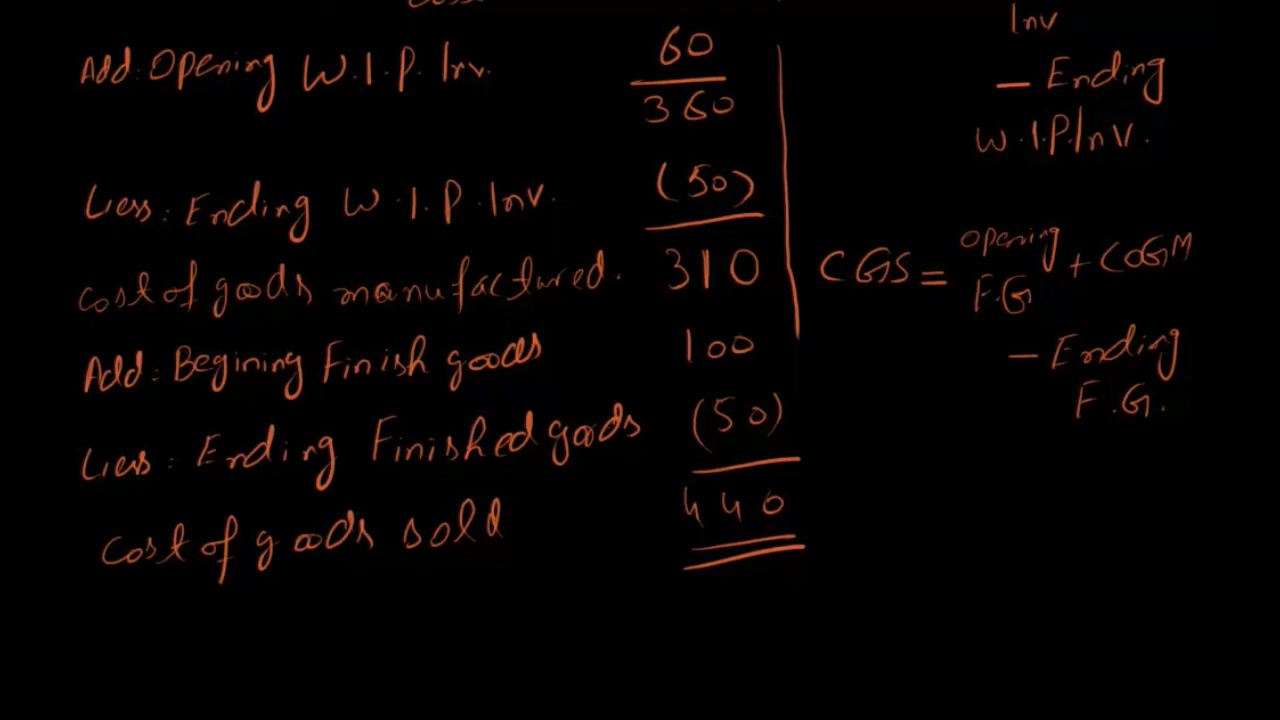 Add: Opening W.I.P. Inv. 60
360
Less: Ending W.I.P. Inv. (50)
cost of goods manufactured. 310
Add: Begining Finish goods 100
Less: Ending Finished goods (50)
cost of goods sold 440
Inv
— Ending
W.I.P Inv.
CGS = opening F.G + COGM
— Ending
F.G.